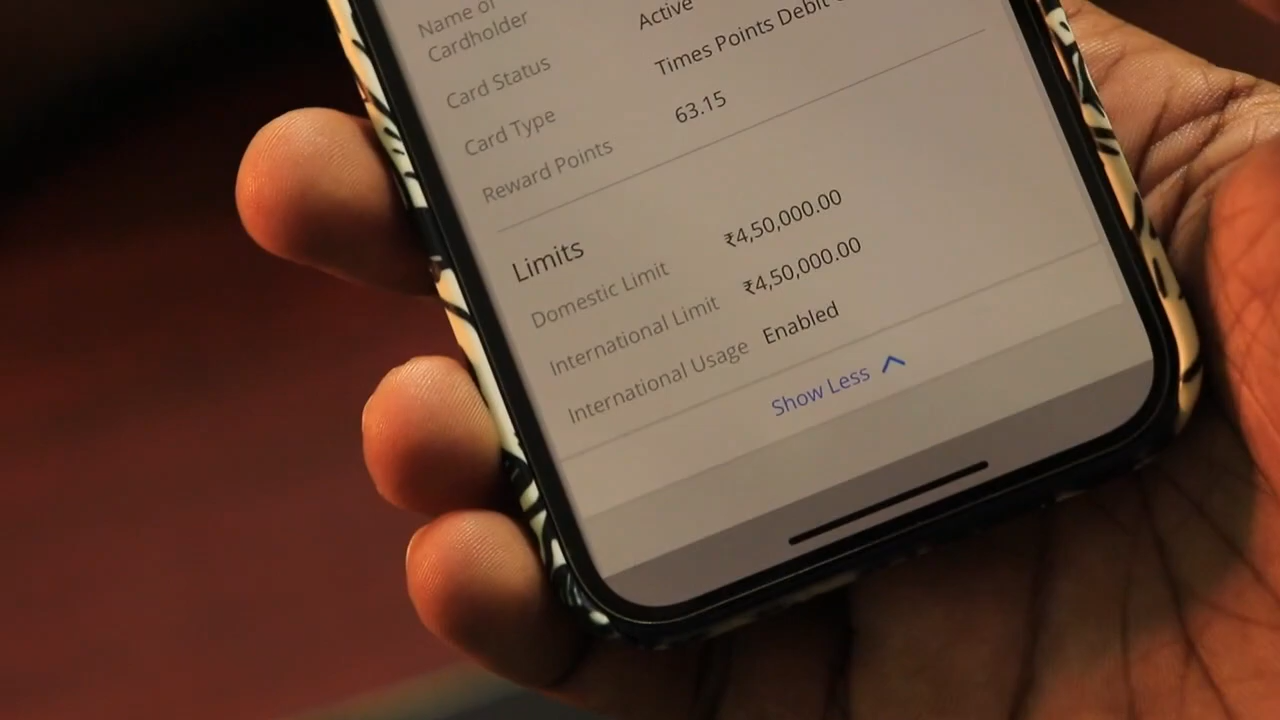 Name of
Cardholder
Card Status Active
Card Type Times Points Debit
Reward Points 63.15
Limits
Domestic Limit ₹4,50,000.00
International Limit ₹4,50,000.00
International Usage Enabled
Show Less